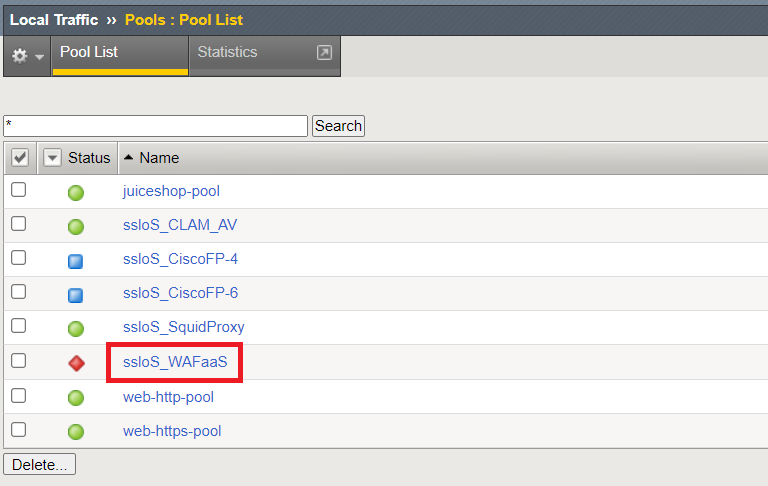 Local Traffic ›› Pools : Pool List
Pool List Statistics
* Search
Status Name
juiceshop-pool
ssloS_CLAM_AV
ssloS_CiscoFP-4
ssloS_CiscoFP-6
ssloS_SquidProxy
ssloS_WAFaaS
web-http-pool
web-https-pool
Delete...